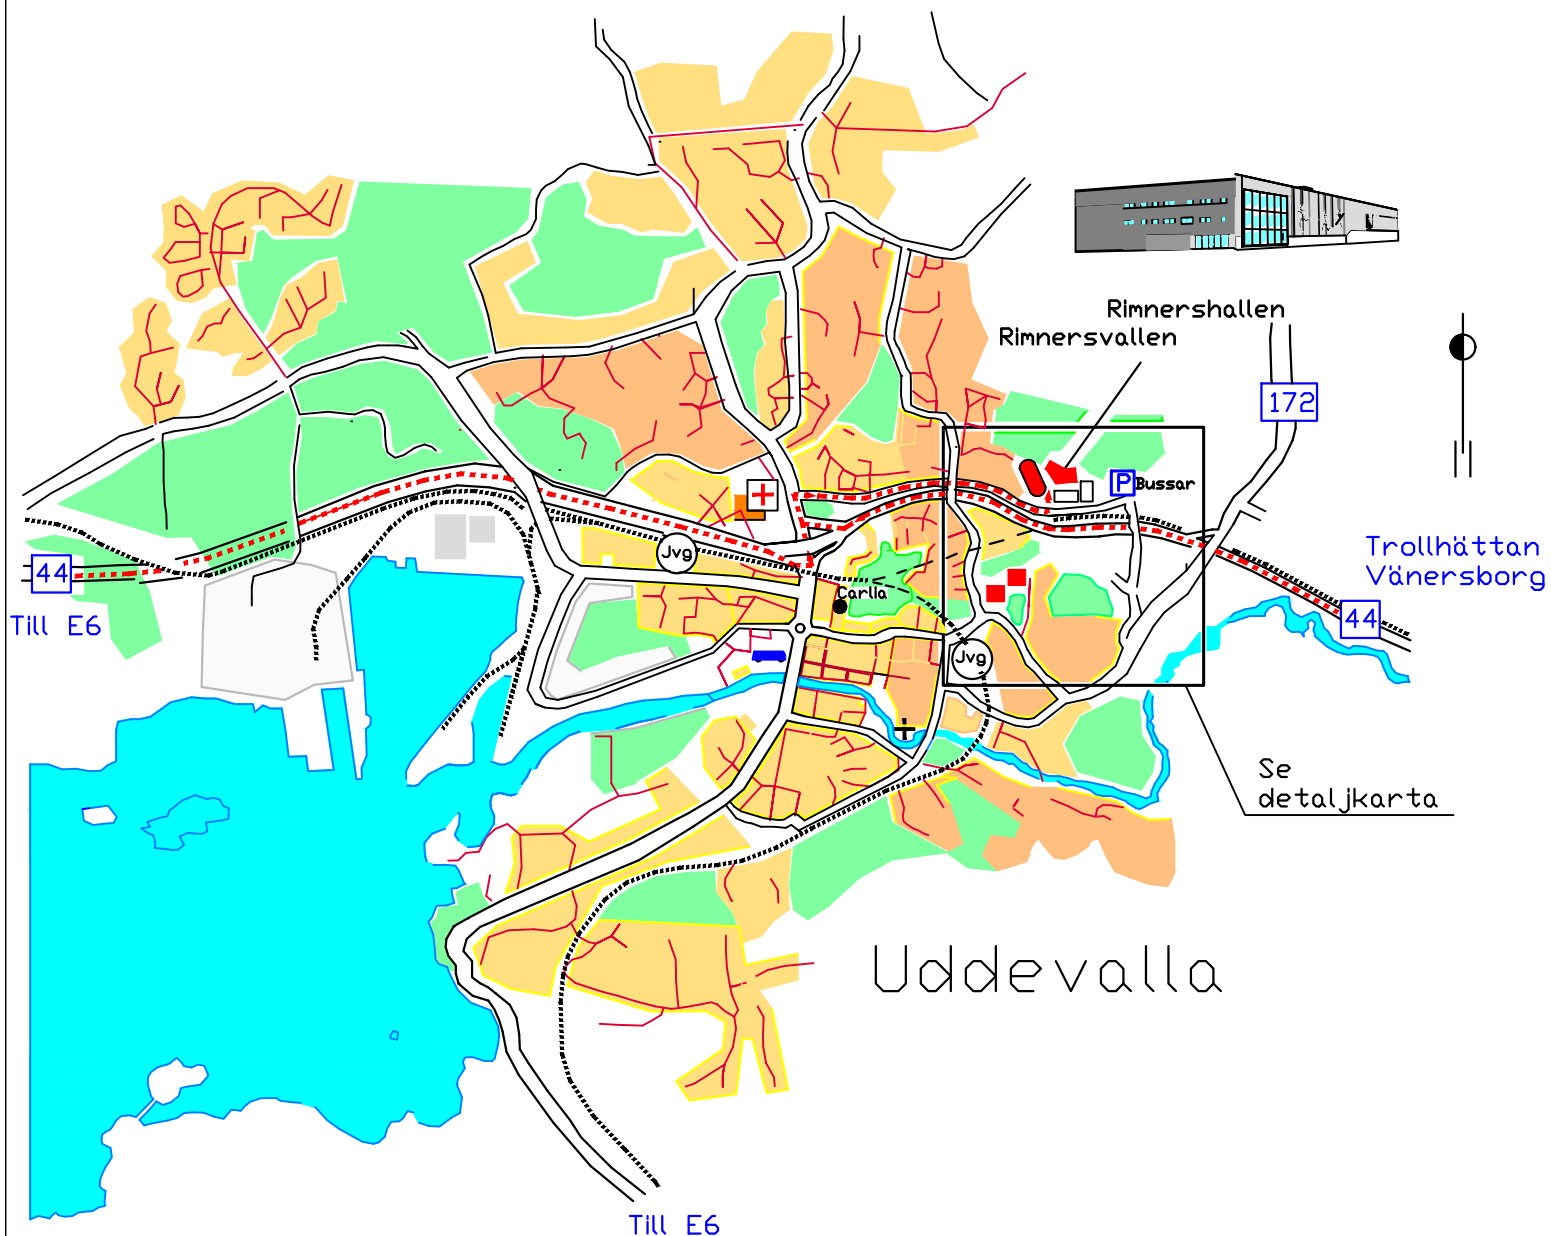 Rimnershallen
Rimnersvallen
172
P Bussar
Jvg
Trollhättan
Vänersborg
44
Till E6
Carlia
44
Jvg
Se
detaljkarta
Uddevalla
Till E6